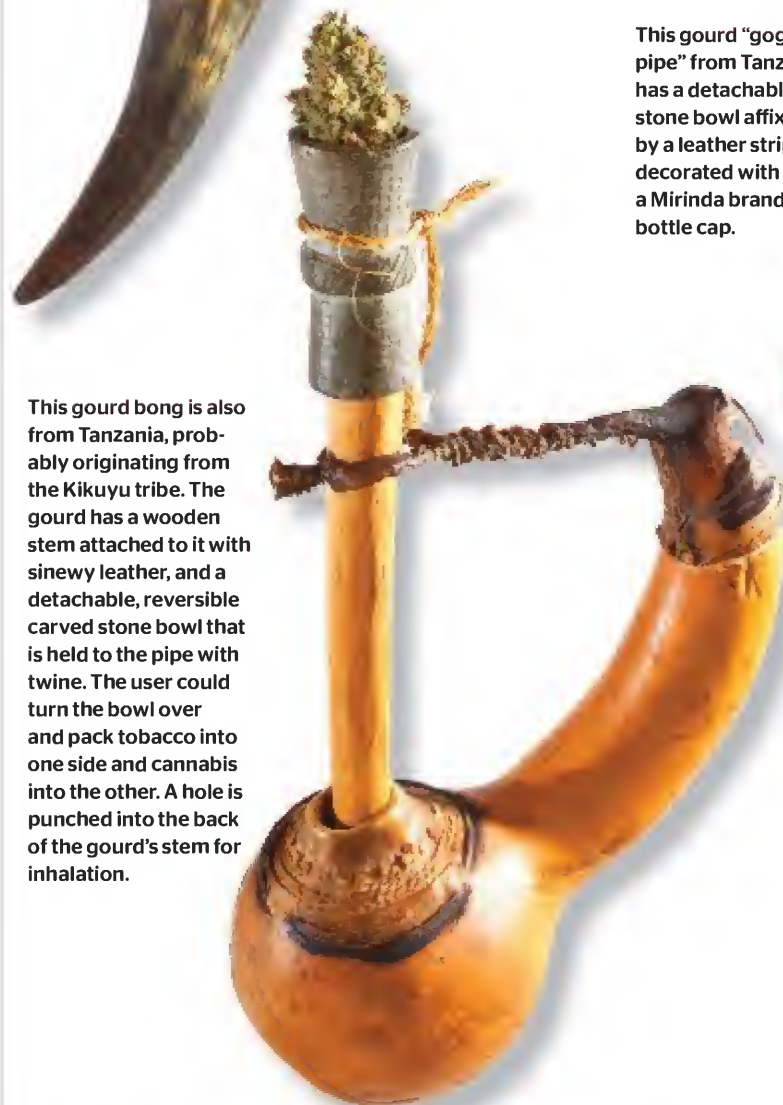 This gourd “gog
pipe” from Tanz
has a detachabl
stone bowl affix
by a leather stri
decorated with
a Mirinda brand
bottle cap.
This gourd bong is also
from Tanzania, prob-
ably originating from
the Kikuyu tribe. The
gourd has a wooden
stem attached to it with
sinewy leather, and a
detachable, reversible
carved stone bowl that
is held to the pipe with
twine. The user could
turn the bowl over
and pack tobacco into
one side and cannabis
into the other. A hole is
punched into the back
of the gourd’s stem for
inhalation.